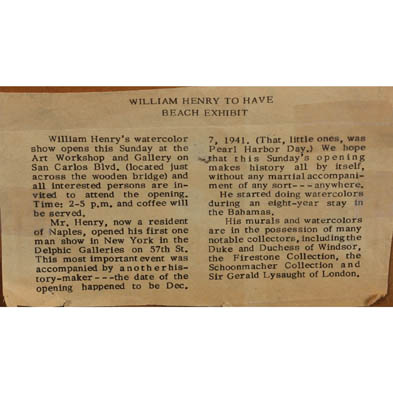 WILLIAM HENRY TO HAVE
BEACH EXHIBIT
William Henry's watercolor
show opens this Sunday at the
Art Workshop and Gallery on
San Carlos Blvd, (located just
across the wooden bridge) and
all interested persons are in-
vited to attend the opening.
Time: 2-5 p.m. and coffee will
be served.
Mr. Henry, now a resident
of Naples, opened his first one
man show in New York in the
Delphic Galleries on 57th St.
This most important event was
accompanied by another his-
tory-maker---the date of the
opening happened to be Dec.
7, 1941. (That, little ones, was
Pearl Harbor Day.) We hope
that this Sunday's opening
makes history all by itself,
without any martial accompani-
ment of any sort---anywhere.
He started doing watercolors
during an eight-year stay in
the Bahamas.
His murals and watercolors
are in the possession of many
notable collectors, including the
Duke and Duchess of Windsor,
the Firestone Collection, the
Schoonmacher Collection and
Sir Gerald Lysaught of London.